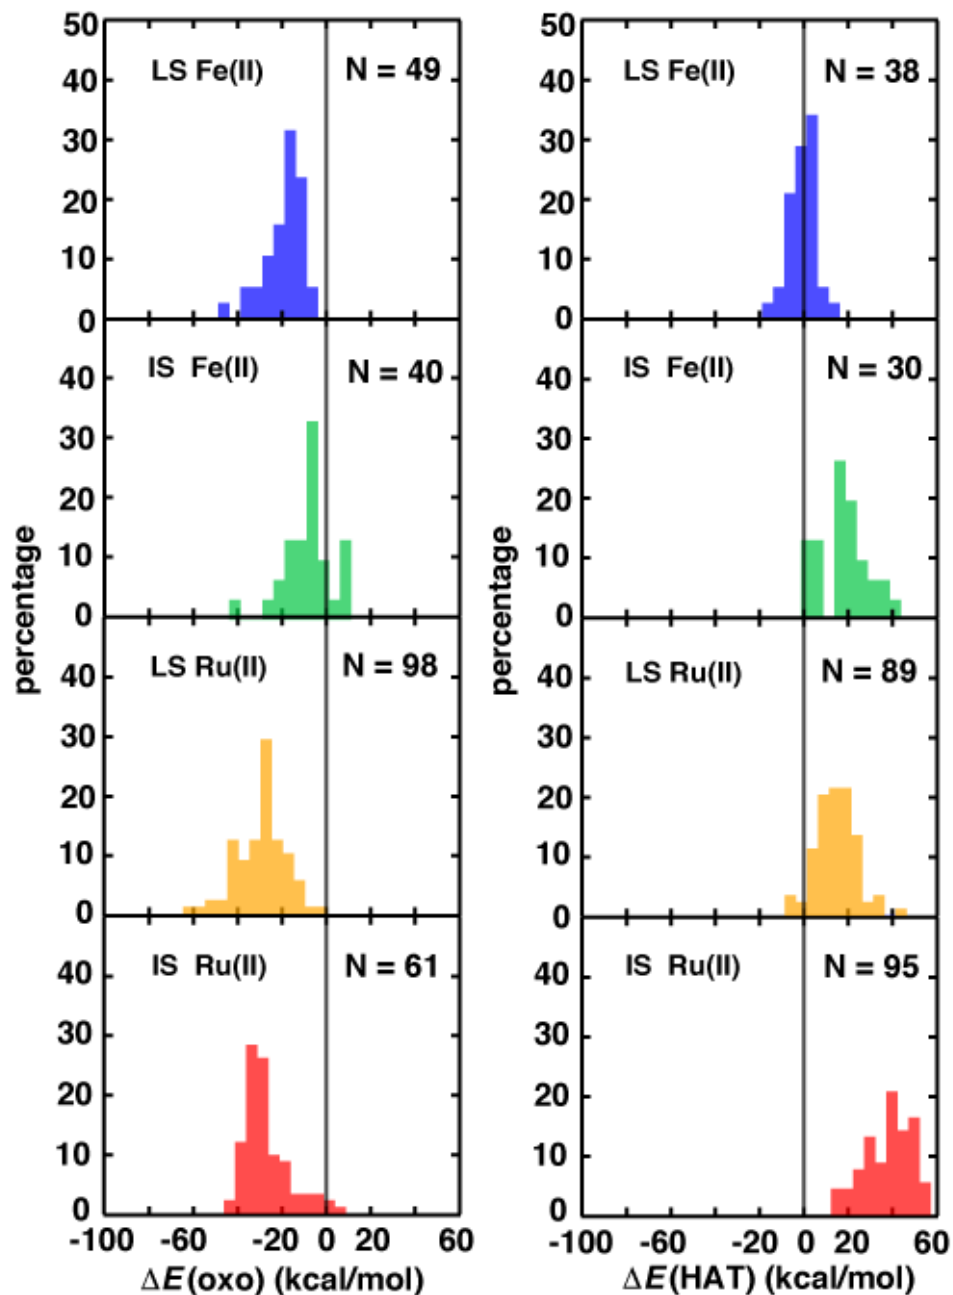 50
40
30
20
10
0
LS Fe(II)
N = 49
50
40
30
20
10
0
LS Fe(II)
N = 38
40
30
20
10
0
IS Fe(II)
N = 40
40
30
20
10
0
IS Fe(II)
N = 30
percentage
percentage
40
30
20
10
0
LS Ru(II)
N = 98
40
30
20
10
0
LS Ru(II)
N = 89
40
30
20
10
0
IS Ru(II)
N = 61
40
30
20
10
0
IS Ru(II)
N = 95
-100 -60 -20 0 20 60
ΔE(oxo) (kcal/mol)
-100 -60 -20 0 20 60
ΔE(HAT) (kcal/mol)